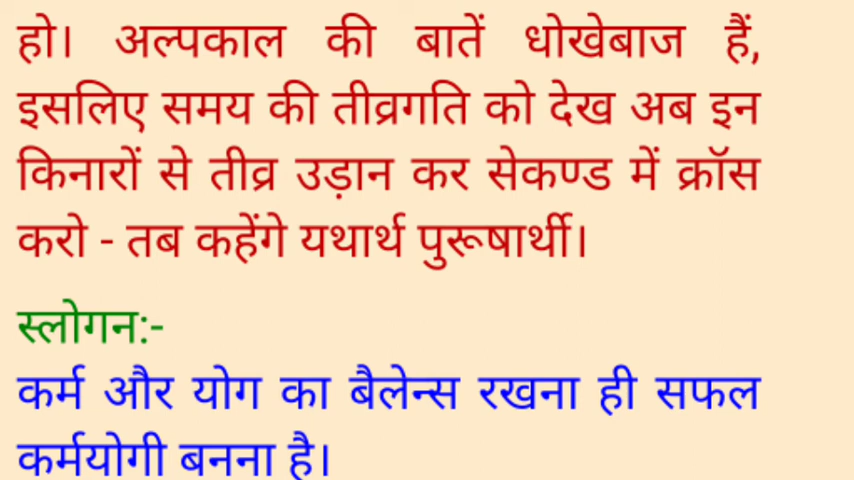 हो। अल्पकाल की बातें धोखेबाज हैं,
इसलिए समय की तीव्रगति को देख अब इन
किनारों से तीव्र उड़ान कर सेकण्ड में क्रॉस
करो - तब कहेंगे यथार्थ पुरूषार्थी।
स्लोगन:-
कर्म और योग का बैलेन्स रखना ही सफल
कर्मयोगी बनना है।